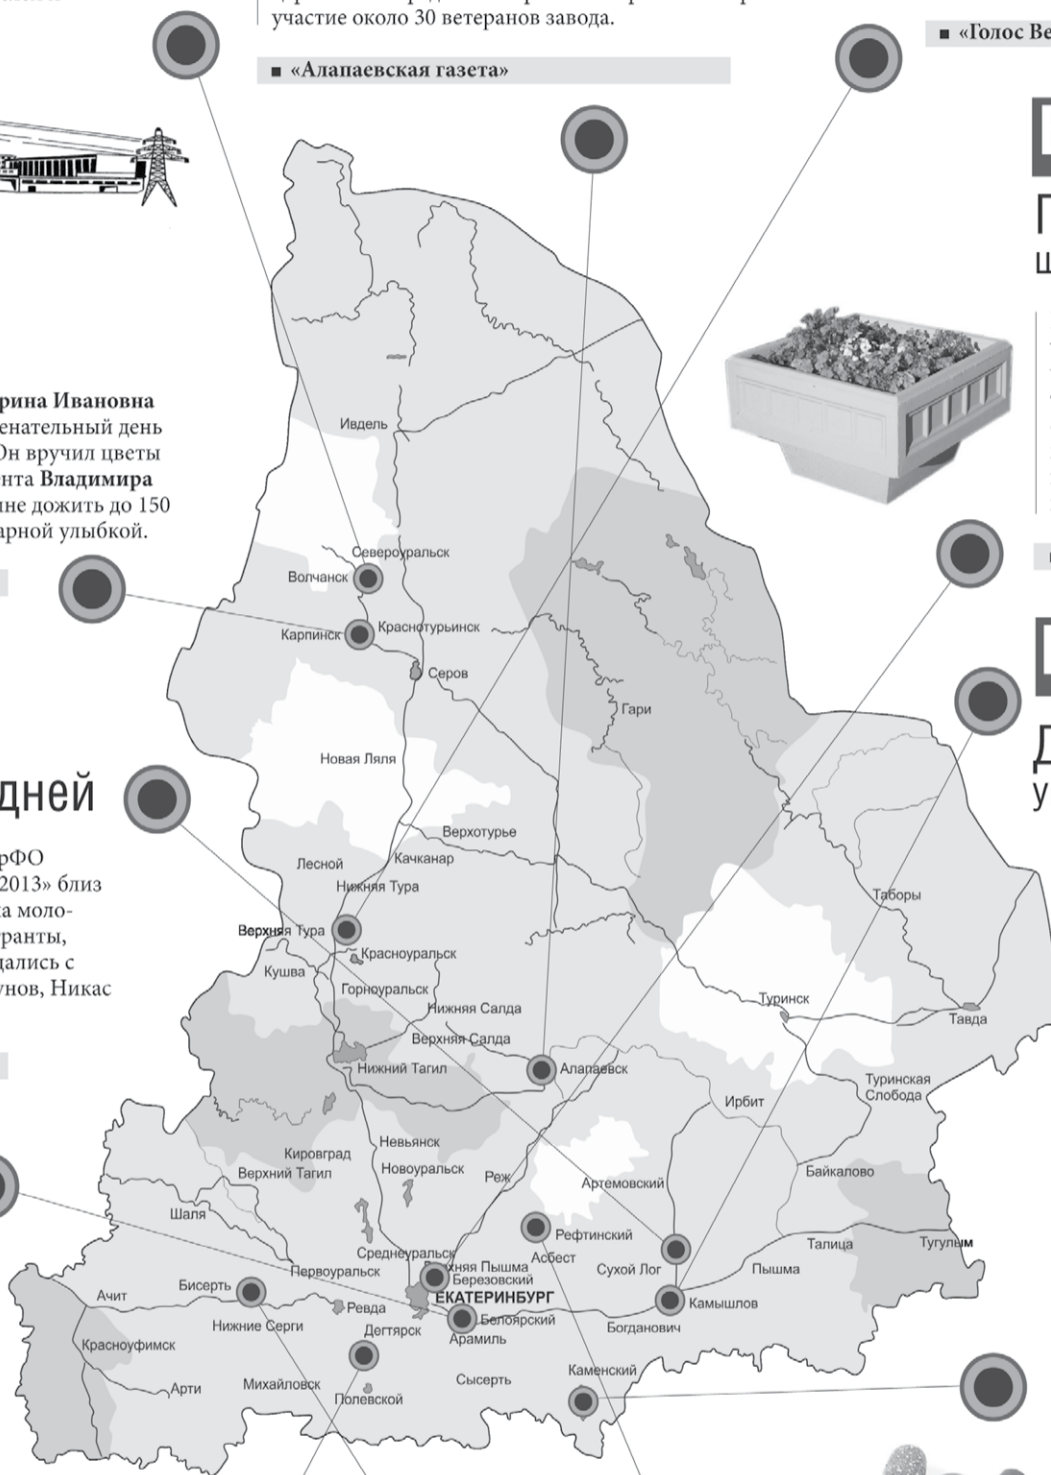 участие около 30 ветеранов завода.
«Голос Ве
■ «Алапаевская газета»
рина Ивановна
енательный день
Он вручил цветы
нта Владимира
не дожить до 150
арной улыбкой.
дней
рФО
2013» близ
а моло-
гранты,
дались с
унов, Никас
Ивдель
Североуральск
Волчанск
Карпинск
Краснотурьинск
Серов
Гари
Новая Ляля
Верхотурье
Качканар
Лесной
Нижняя Тура
Верхняя Тура
Красноуральск
Кушва
Горноуральск
Нижняя Салда
Верхняя Салда
Нижний Тагил
Алапаевск
Таборы
Туринск
Тавда
Туринская
Слобода
Ирбит
Невьянск
Кировград
Верхний Тагил
Новоуральск
Реж
Артемовский
Байкалово
Шаля
Рефтинский
Асбест
Талица
Тугулым
Среднеуральск
хняя Пышма
Первоуральск
Березовский
Сухой Лог
Пышма
Бисерть
ЕКАТЕРИНБУРГ
Ачит
Ревда
Белоярский
Камышлов
Нижние Серги
Дегтярск
Арамиль
Богданович
Красноуфимск
Каменский
Арти
Михайловск
Сысерть
Полевской